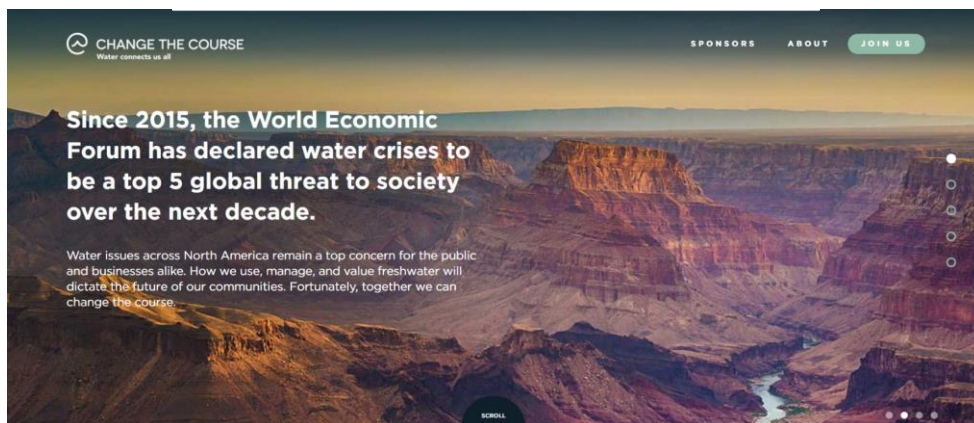 CHANGE THE COURSE
Water connects us all
SPONSORS
ABOUT
JOIN US
Since 2015, the World Economic
Forum has declared water crises to
be a top 5 global threat to society
over the next decade.
Water issues across North America remain a top concern for the public
and businesses alike. How we use, manage, and value freshwater will
dictate the future of our communities. Fortunately, together we can
change the course.
SCROLL